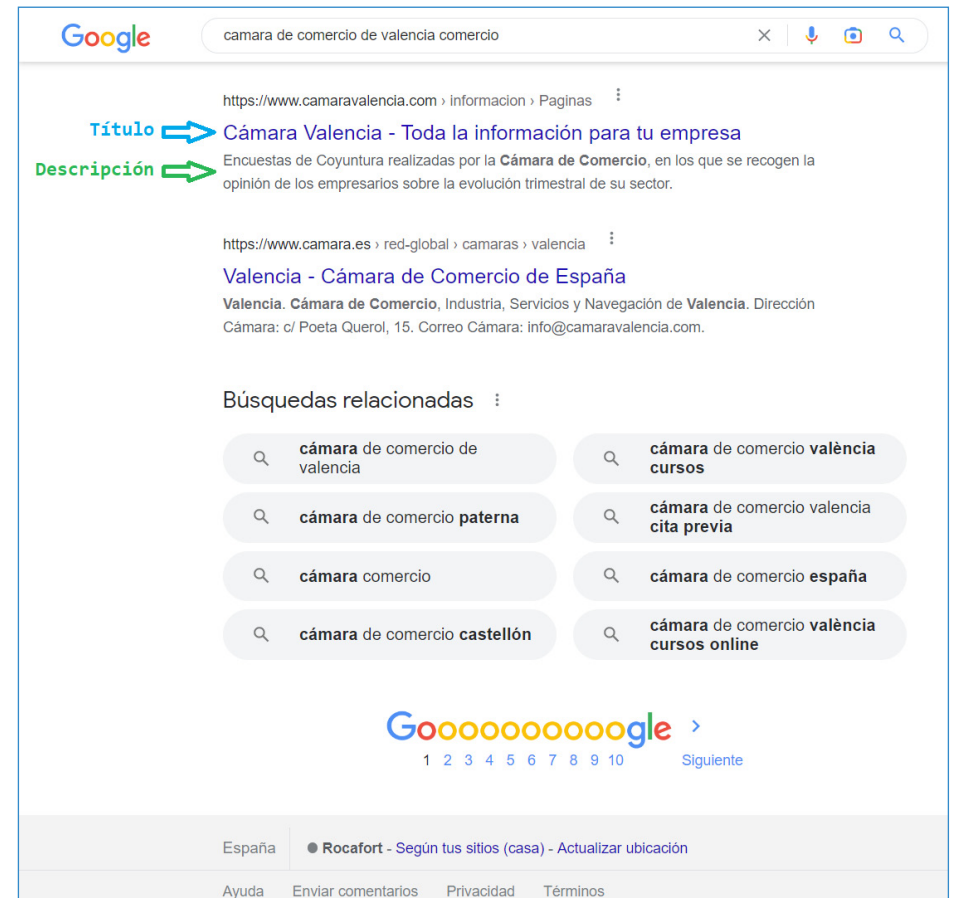 Google
camara de comercio de valencia comercio
https://www.camaravalencia.com › informacion › Paginas
Título
Cámara Valencia - Toda la información para tu empresa
Descripción
Encuestas de Coyuntura realizadas por la Cámara de Comercio, en los que se recogen la
opinión de los empresarios sobre la evolución trimestral de su sector.
https://www.camara.es › red-global › camaras › valencia
Valencia - Cámara de Comercio de España
Valencia. Cámara de Comercio, Industria, Servicios y Navegación de Valencia. Dirección
Cámara: c/ Poeta Querol, 15. Correo Cámara: info@camaravalencia.com.
Búsquedas relacionadas
cámara de comercio de
valencia
cámara de comercio valència
cursos
cámara de comercio paterna
cámara de comercio valencia
cita previa
cámara comercio
cámara de comercio españa
cámara de comercio castellón
cámara de comercio valència
cursos online
Goooooooooogle >
1 2 3 4 5 6 7 8 9 10 Siguiente
España Rocafort - Según tus sitios (casa) - Actualizar ubicación
Ayuda Enviar comentarios Privacidad Términos